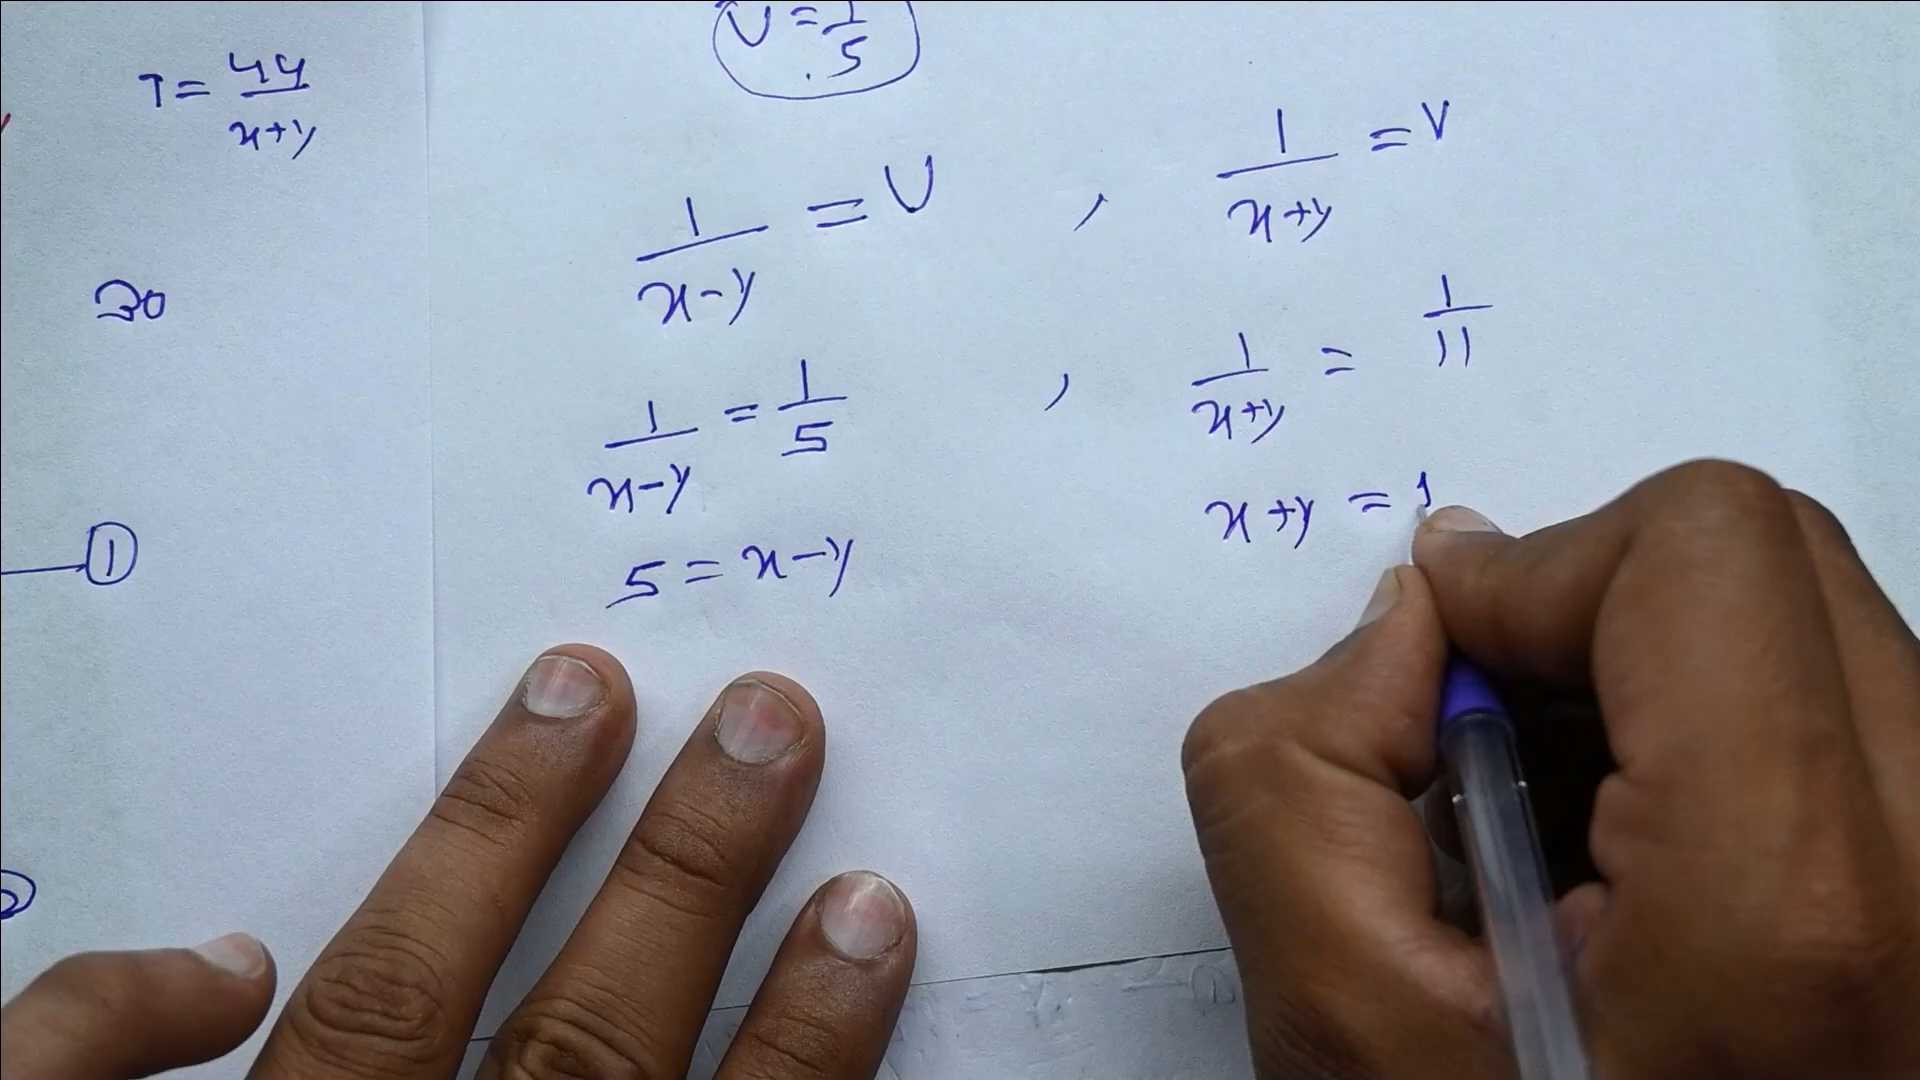 U = 1/5
T = 44/x+y
1/x-y = U , 1/x+y = V
30
1/x-y = 1/5 , 1/x+y = 1/11
x+y = 1
5 = x-y
①